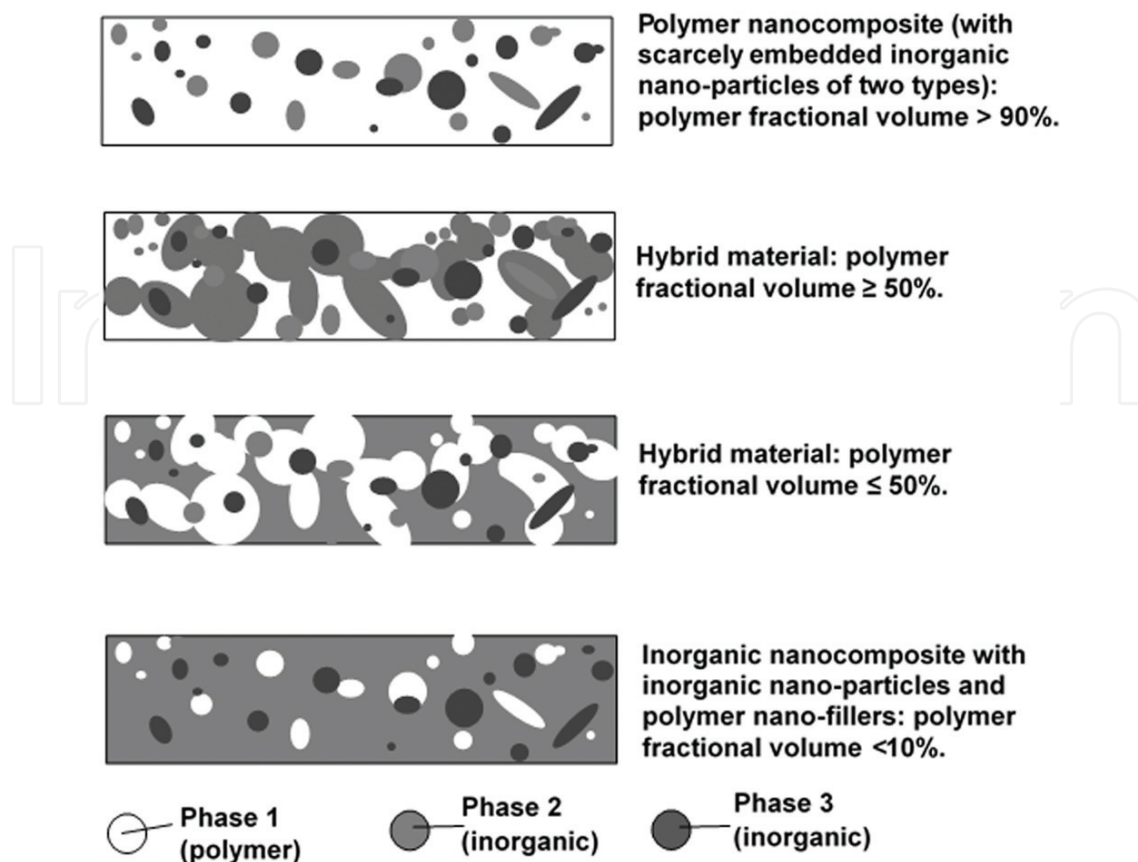 Polymer nanocomposite (with
scarcely embedded inorganic
nano-particles of two types):
polymer fractional volume > 90%.
Hybrid material: polymer
fractional volume ≥ 50%.
Hybrid material: polymer
fractional volume ≤ 50%.
Inorganic nanocomposite with
inorganic nano-particles and
polymer nano-fillers: polymer
fractional volume <10%.
Phase 1
(polymer)
Phase 2
(inorganic)
Phase 3
(inorganic)